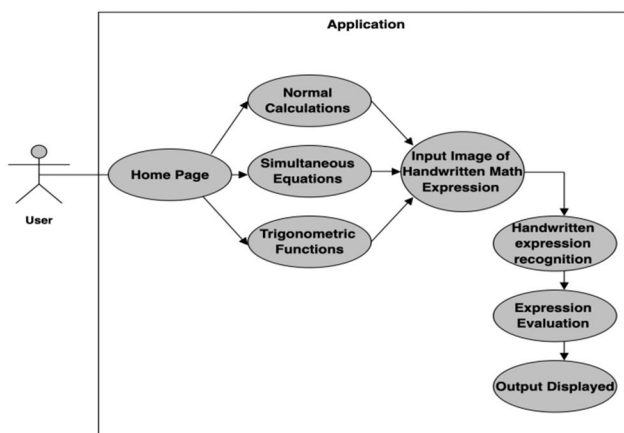 Application
Normal
Calculations
Simultaneous
Equations
Trigonometric
Functions
Home Page
User
Input Image of
Handwritten Math
Expression
Handwritten
expression
recognition
Expression
Evaluation
Output Displayed